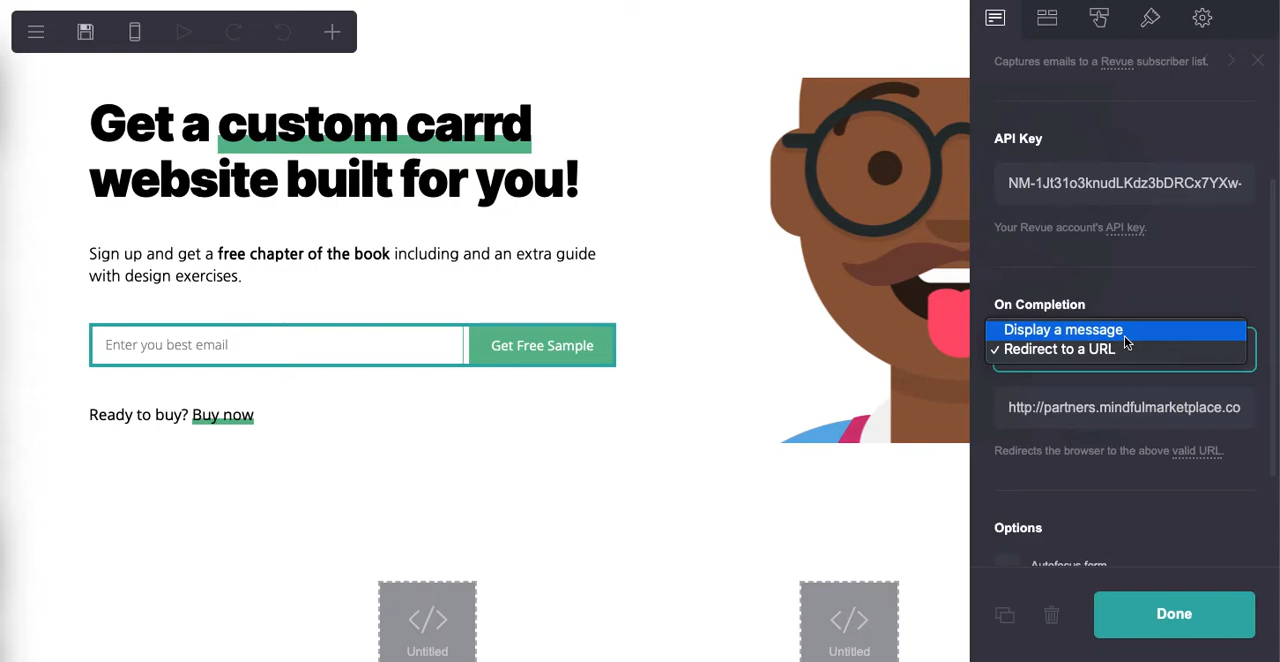 Get a custom carrd
website built for you!
Sign up and get a free chapter of the book including and an extra guide
with design exercises.
Enter you best email
Get Free Sample
Ready to buy? Buy now
Untitled
Untitled
Captures emails to a Revue subscriber list.
API Key
NM-1Jt31o3knudLKdz3bDRCx7YXw-
Your Revue account's API key.
On Completion
Display a message
✓ Redirect to a URL
http://partners.mindfulmarketplace.co
Redirects the browser to the above valid URL.
Options
Autofocus form
Done